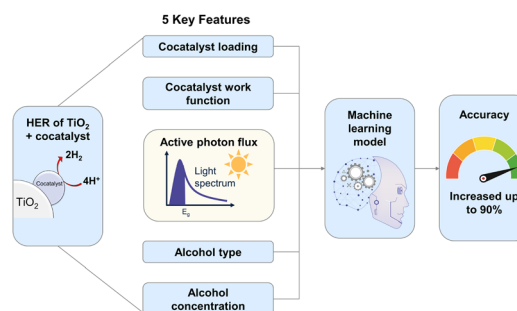 5 Key Features
Cocatalyst loading
Cocatalyst work
function
HER of TiO₂
+ cocatalyst
2H₂
Cocatalyst
4H⁺
TiO₂
Active photon flux
Light
spectrum
E_g
Alcohol type
Alcohol
concentration
Machine
learning
model
Accuracy
Increased up
to 90%